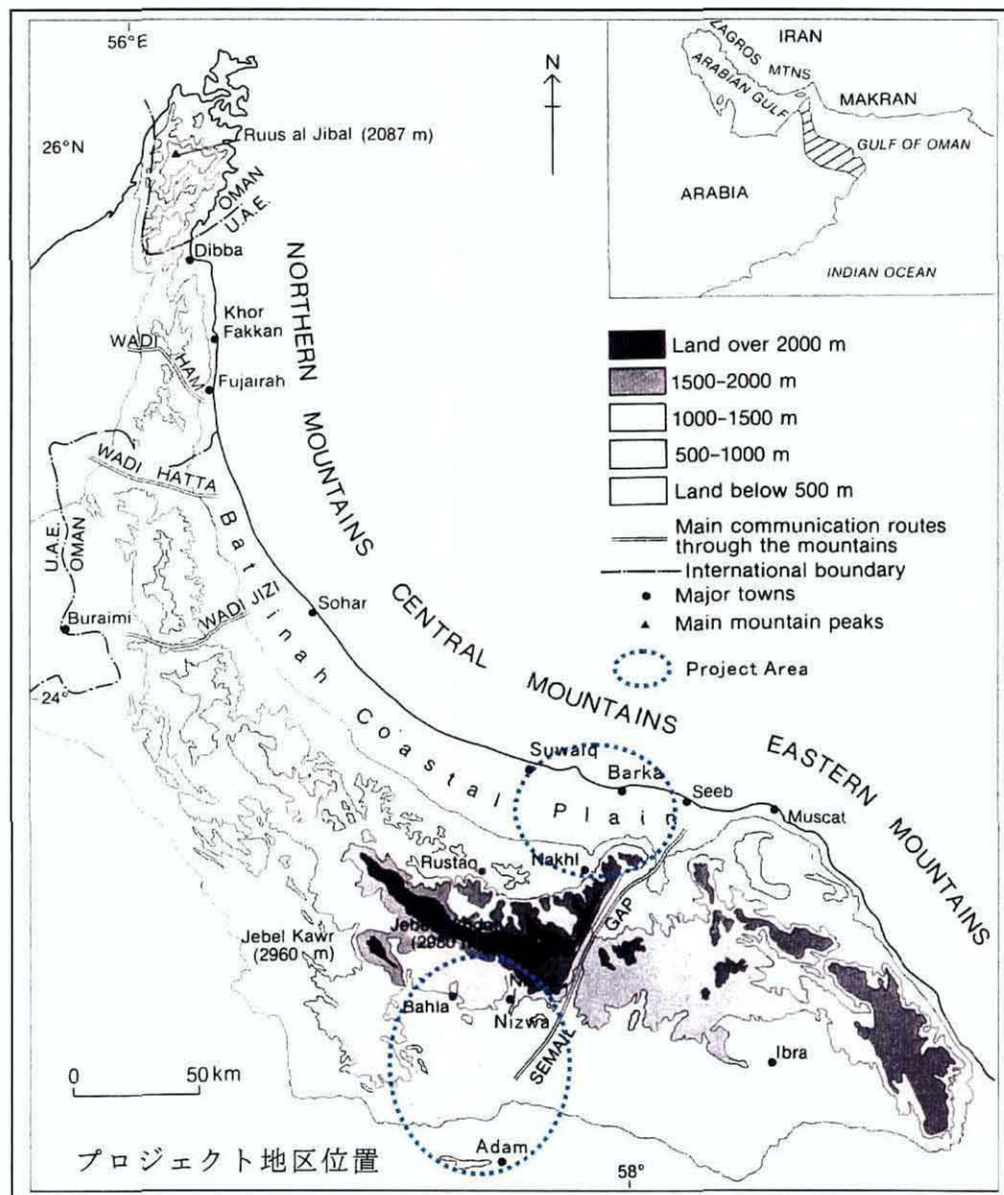 56°E
26°N
N
Ruus al Jibal (2087 m)
OMAN
U.A.E.
Dibba
Khor
Fakkan
WADI HAM
Fujairah
WADI HATTA
U.A.E.
OMAN
Buraimi
WADI JIZI
Sohar
24°
NORTHERN MOUNTAINS
CENTRAL MOUNTAINS
EASTERN MOUNTAINS
Batinah Coastal Plain
Suwaiq
Barka
Seeb
Muscat
Rustaq
Nakhl
Jebel Kawr
(2960 m)
Bahla
Nizwa
SEMAIL GAP
Ibra
Adam
58°
0 50 km
プロジェクト地区位置
ZAGROS MTNS
IRAN
ARABIAN GULF
MAKRAN
GULF OF OMAN
ARABIA
INDIAN OCEAN
Land over 2000 m
1500–2000 m
1000–1500 m
500–1000 m
Land below 500 m
Main communication routes
through the mountains
International boundary
Major towns
Main mountain peaks
Project Area